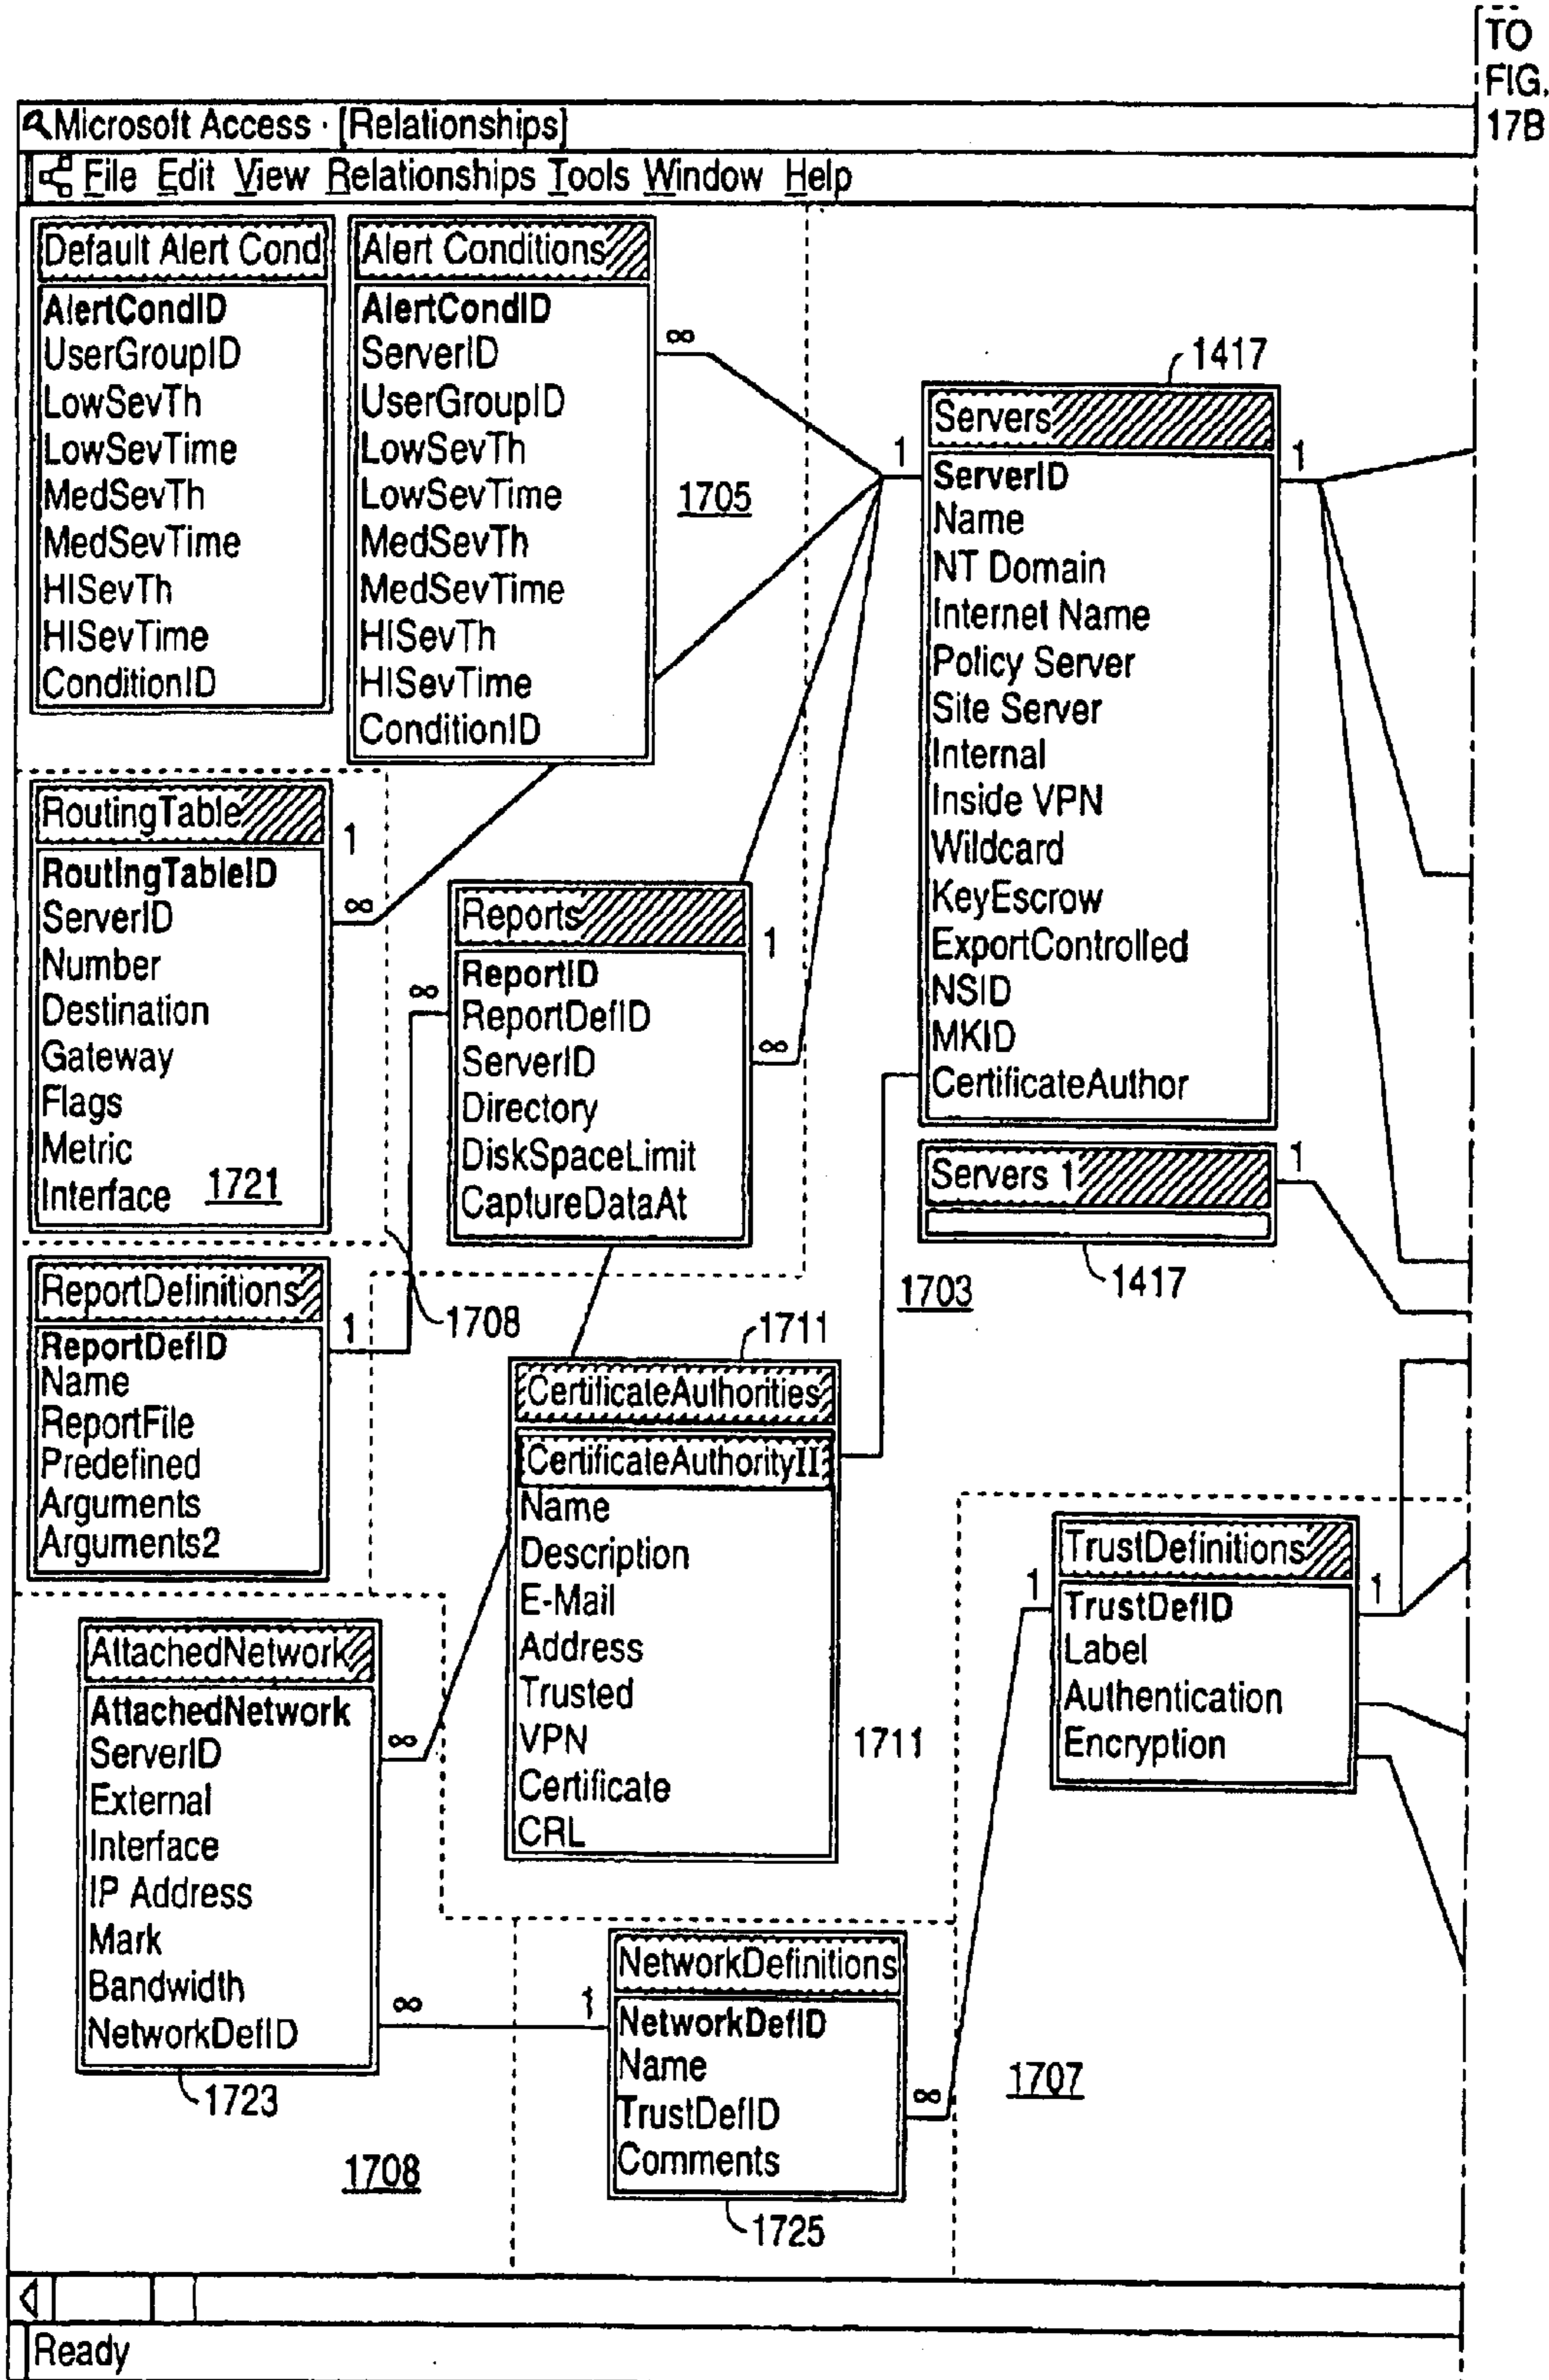 TO
FIG.
17B
Microsoft Access · [Relationships]
File Edit View Relationships Tools Window Help
Default Alert Cond
AlertCondID
UserGroupID
LowSevTh
LowSevTime
MedSevTh
MedSevTime
HISevTh
HISevTime
ConditionID
Alert Conditions
AlertCondID
ServerID
UserGroupID
LowSevTh
LowSevTime
MedSevTh
MedSevTime
HISevTh
HISevTime
ConditionID
∞
1705
1
1417
Servers
ServerID
Name
NT Domain
Internet Name
Policy Server
Site Server
Internal
Inside VPN
Wildcard
KeyEscrow
ExportControlled
NSID
MKID
CertificateAuthor
1
Servers 1
1
1417
1703
RoutingTable
RoutingTableID
ServerID
Number
Destination
Gateway
Flags
Metric
Interface
1721
1
∞
Reports
ReportID
ReportDefID
ServerID
Directory
DiskSpaceLimit
CaptureDataAt
∞
1
∞
ReportDefinitions
ReportDefID
Name
ReportFile
Predefined
Arguments
Arguments2
1
1708
1711
CertificateAuthorities
CertificateAuthorityII
Name
Description
E-Mail
Address
Trusted
VPN
Certificate
CRL
1711
TrustDefinitions
TrustDefID
Label
Authentication
Encryption
1
1
AttachedNetwork
AttachedNetwork
ServerID
External
Interface
IP Address
Mark
Bandwidth
NetworkDefID
∞
∞
1723
1
NetworkDefinitions
NetworkDefID
Name
TrustDefID
Comments
∞
1725
1707
1708
Ready